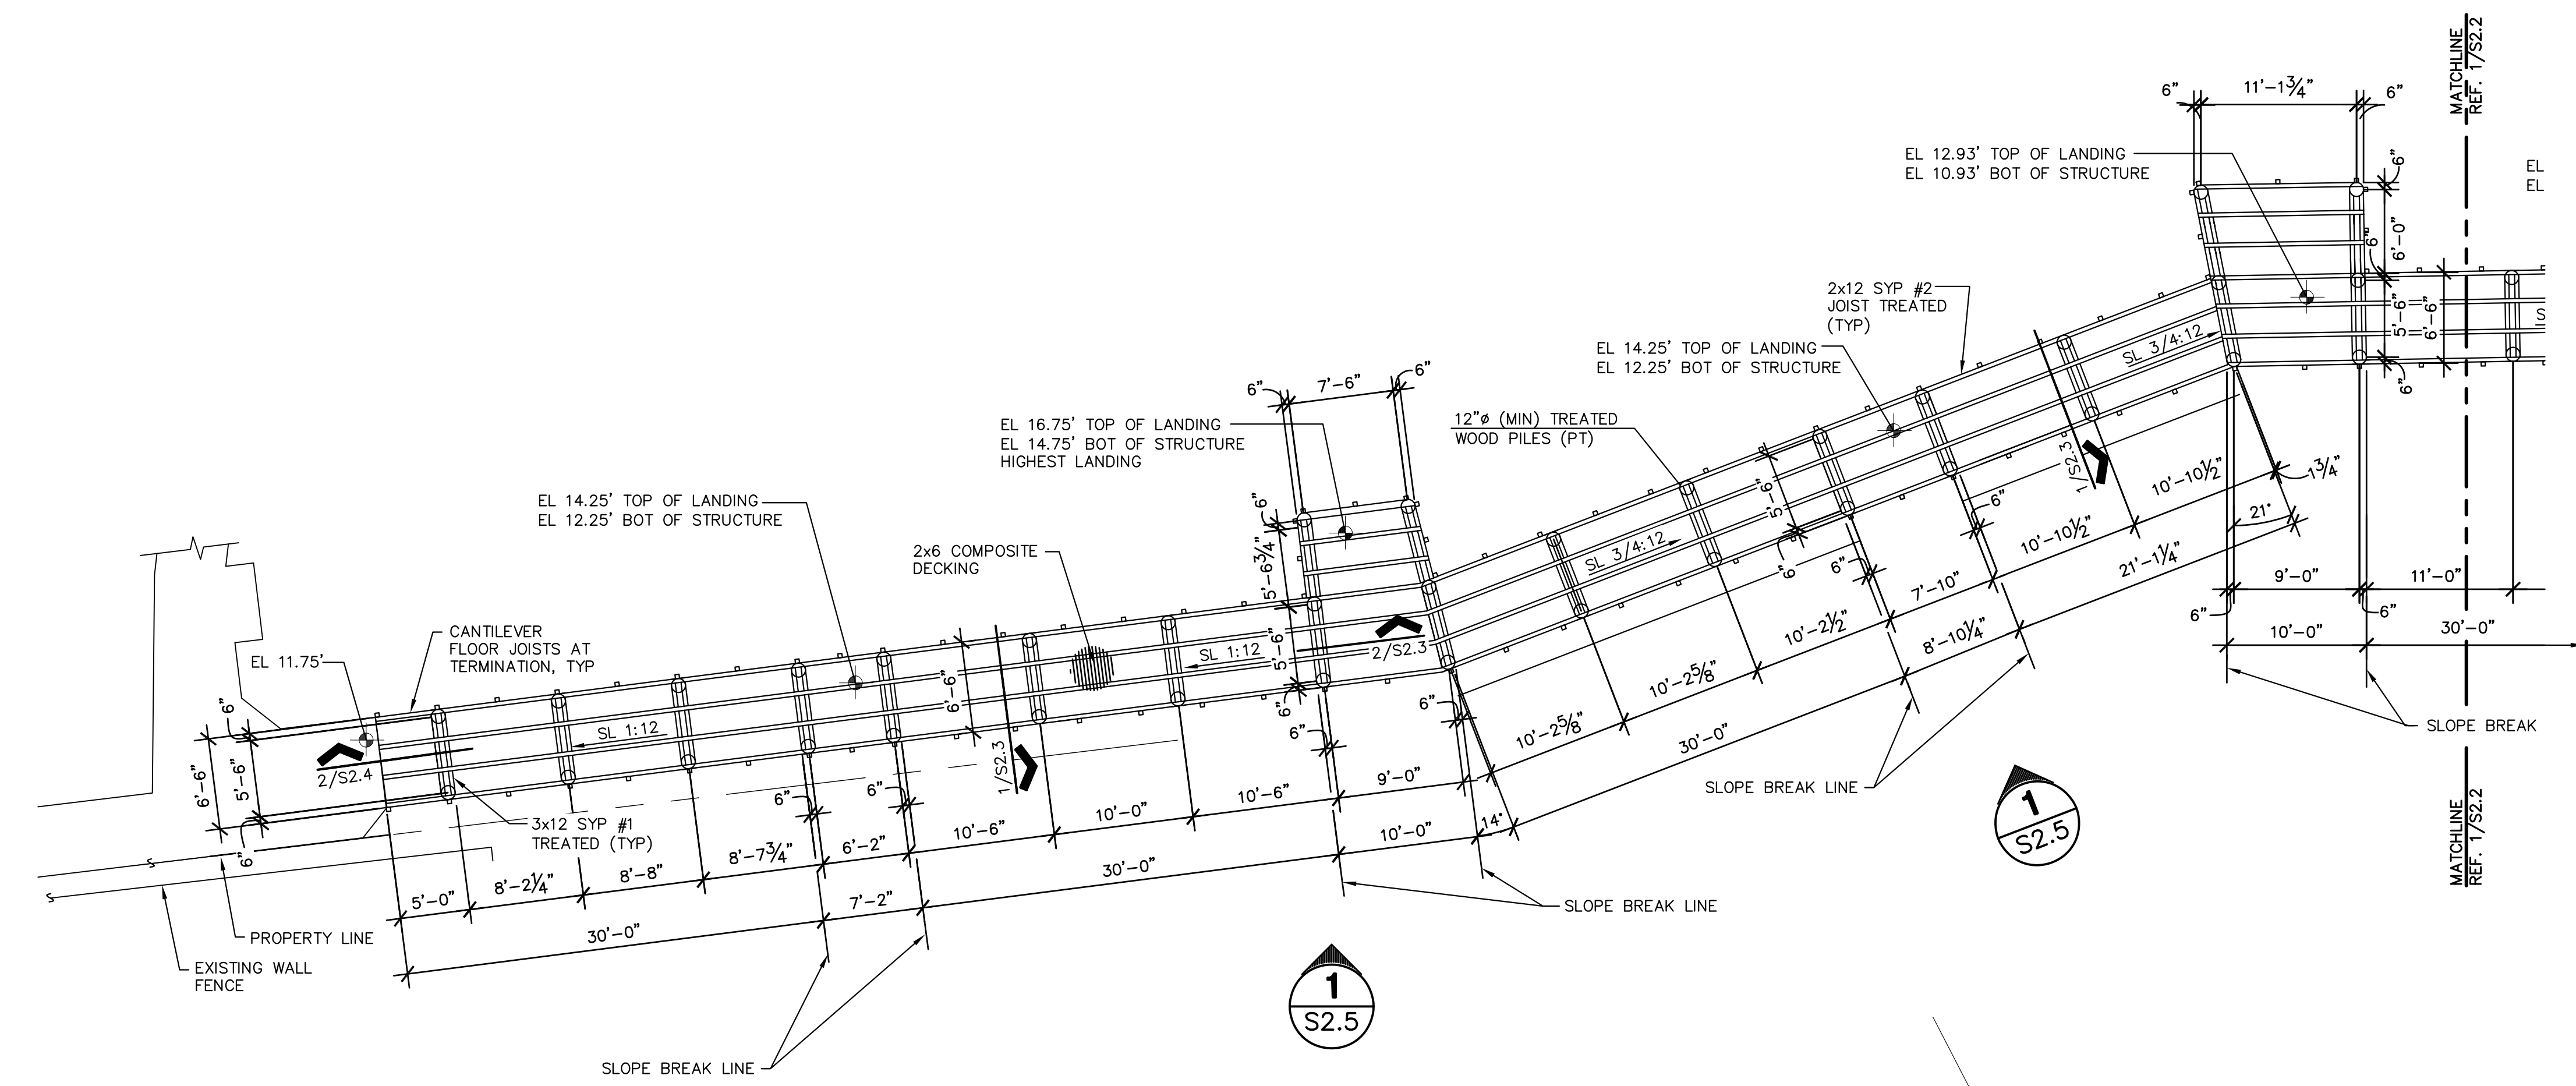 MATCHLINE
REF. 1/S2.2
6"
11'-1¾"
6"
EL 12.93' TOP OF LANDING
EL 10.93' BOT OF STRUCTURE
EL
EL
6"
6'-0"
6"
5'-6"
6'-6"
6"
S
2x12 SYP #2
JOIST TREATED
(TYP)
SL 3/4:12
EL 14.25' TOP OF LANDING
EL 12.25' BOT OF STRUCTURE
6"
7'-6"
6"
12"ø (MIN) TREATED
WOOD PILES (PT)
EL 16.75' TOP OF LANDING
EL 14.75' BOT OF STRUCTURE
HIGHEST LANDING
6"
5'-6¾"
5'-6"
6"
EL 14.25' TOP OF LANDING
EL 12.25' BOT OF STRUCTURE
2x6 COMPOSITE
DECKING
SL 3/4:12
5'-6"
6"
6"
6"
1/S2.3
10'-10½"
1¾"
10'-10½"
21°
21'-1¼"
7'-10"
8'-10¼"
10'-2½"
10'-2⅝"
10'-2⅝"
30'-0"
9'-0"
11'-0"
6"
6"
10'-0"
30'-0"
SLOPE BREAK
CANTILEVER
FLOOR JOISTS AT
TERMINATION, TYP
EL 11.75'
6"
6'-6"
5'-6"
6"
2/S2.4
SL 1:12
3x12 SYP #1
TREATED (TYP)
6'-6"
1/S2.3
SL 1:12
2/S2.3
6"
6"
6"
6"
5'-0"
8'-2¼"
8'-8"
8'-7¾"
6'-2"
10'-6"
10'-0"
10'-6"
9'-0"
30'-0"
7'-2"
30'-0"
10'-0"
14°
SLOPE BREAK LINE
SLOPE BREAK LINE
SLOPE BREAK LINE
PROPERTY LINE
EXISTING WALL
FENCE
1
S2.5
1
S2.5
MATCHLINE
REF. 1/S2.2